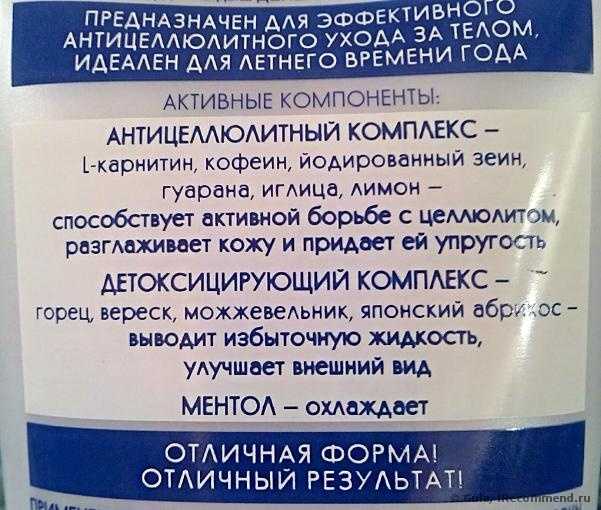 ПРЕДНАЗНАЧЕН ДЛЯ ЭФФЕКТИВНОГО
АНТИЦЕЛЛЮЛИТНОГО УХОДА ЗА ТЕЛОМ,
ИДЕАЛЕН ДЛЯ ЛЕТНЕГО ВРЕМЕНИ ГОДА
АКТИВНЫЕ КОМПОНЕНТЫ:
АНТИЦЕЛЛЮЛИТНЫЙ КОМПЛЕКС –
L-карнитин, кофеин, йодированный зеин,
гуарана, иглица, лимон –
способствует активной борьбе с целлюлитом,
разглаживает кожу и придает ей упругость
ДЕТОКСИЦИРУЮЩИЙ КОМПЛЕКС –
горец, вереск, можжевельник, японский абрикос –
выводит избыточную жидкость,
улучшает внешний вид
МЕНТОЛ – охлаждает
ОТЛИЧНАЯ ФОРМА!
ОТЛИЧНЫЙ РЕЗУЛЬТАТ!
iRecommend.ru